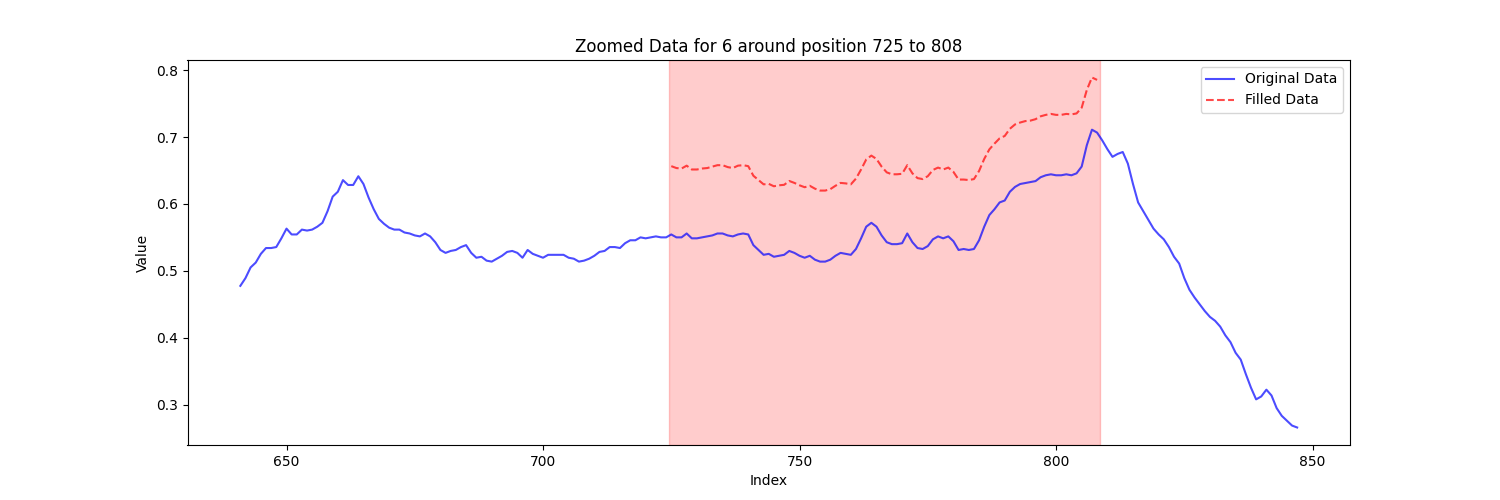 Zoomed Data for 6 around position 725 to 808
Original Data
Filled Data
Value
0.8
0.7
0.6
0.5
0.4
0.3
650 700 750 800 850
Index